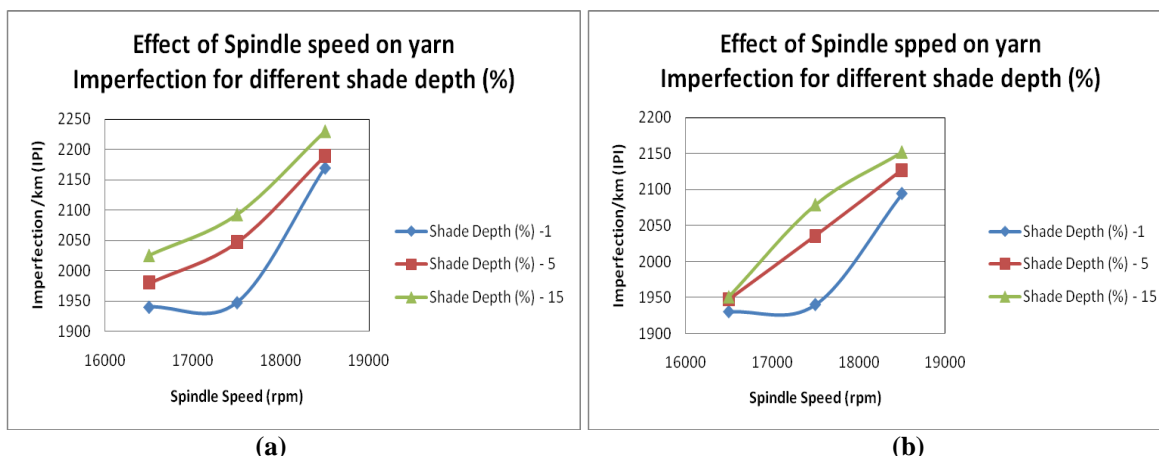 Effect of Spindle speed on yarn
Imperfection for different shade depth (%)
Imperfection /km (IPI)
2250
2200
2150
2100
2050
2000
1950
1900
16000 17000 18000 19000
Spindle Speed (rpm)
Shade Depth (%) -1
Shade Depth (%) - 5
Shade Depth (%) - 15
(a)
Effect of Spindle spped on yarn
Imperfection for different shade depth (%)
Imperfection/km (IPI)
2200
2150
2100
2050
2000
1950
1900
16000 17000 18000 19000
Spindle Speed (rpm)
Shade Depth (%) -1
Shade Depth (%) - 5
Shade Depth (%) - 15
(b)